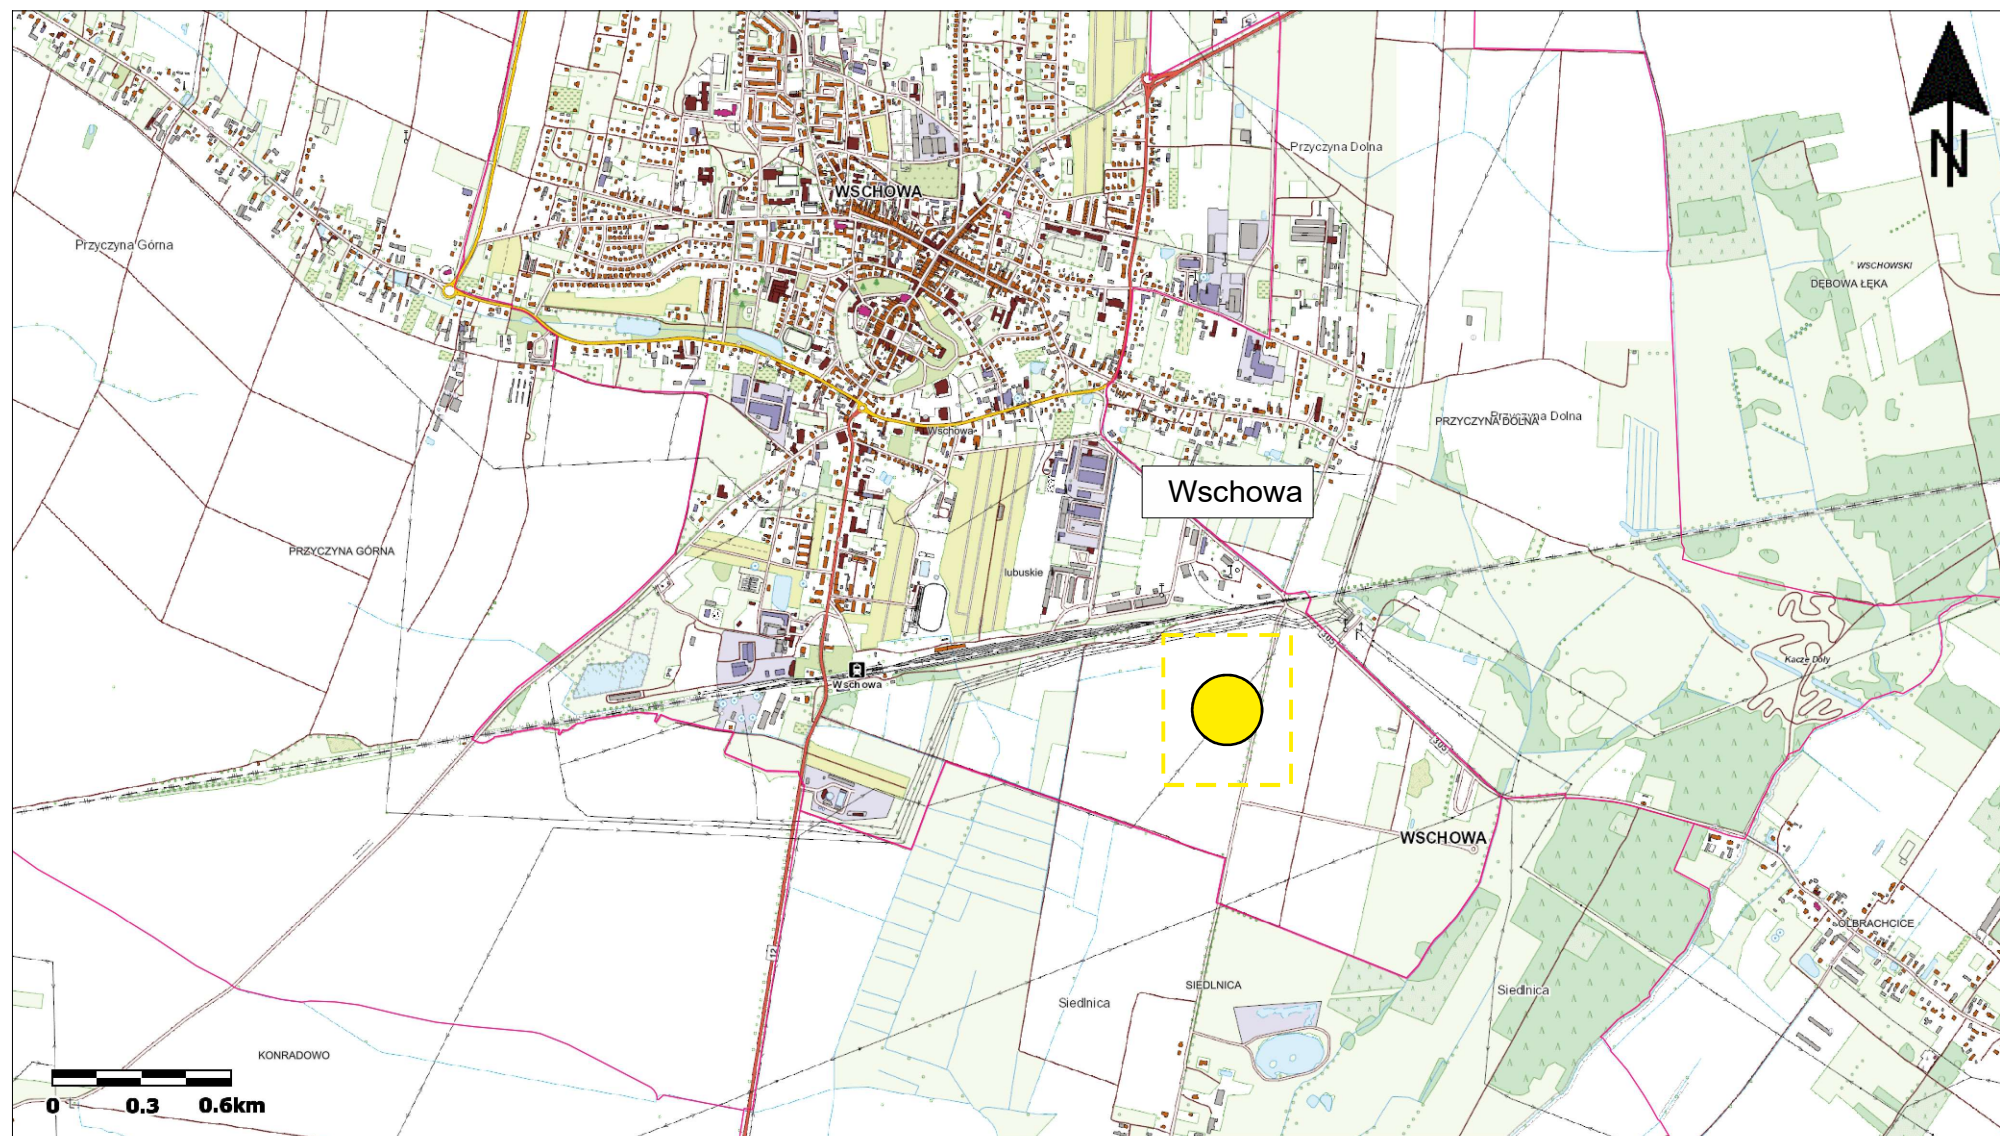 N
Przyczyna Dolna
WSCHOWA
Przyczyna Górna
WSCHOWSKI
DĘBOWA ŁĘKA
Przyczyna Dolna
PRZYCZYNA DOLNA
Wschowa
Wschowa
PRZYCZYNA GÓRNA
lubuskie
305
Kacze Doły
Wschowa
305
WSCHOWA
OLBRACHCICE
12
SIEDLNICA
Siedlnica
Siedlnica
KONRADOWO
0 0.3 0.6km